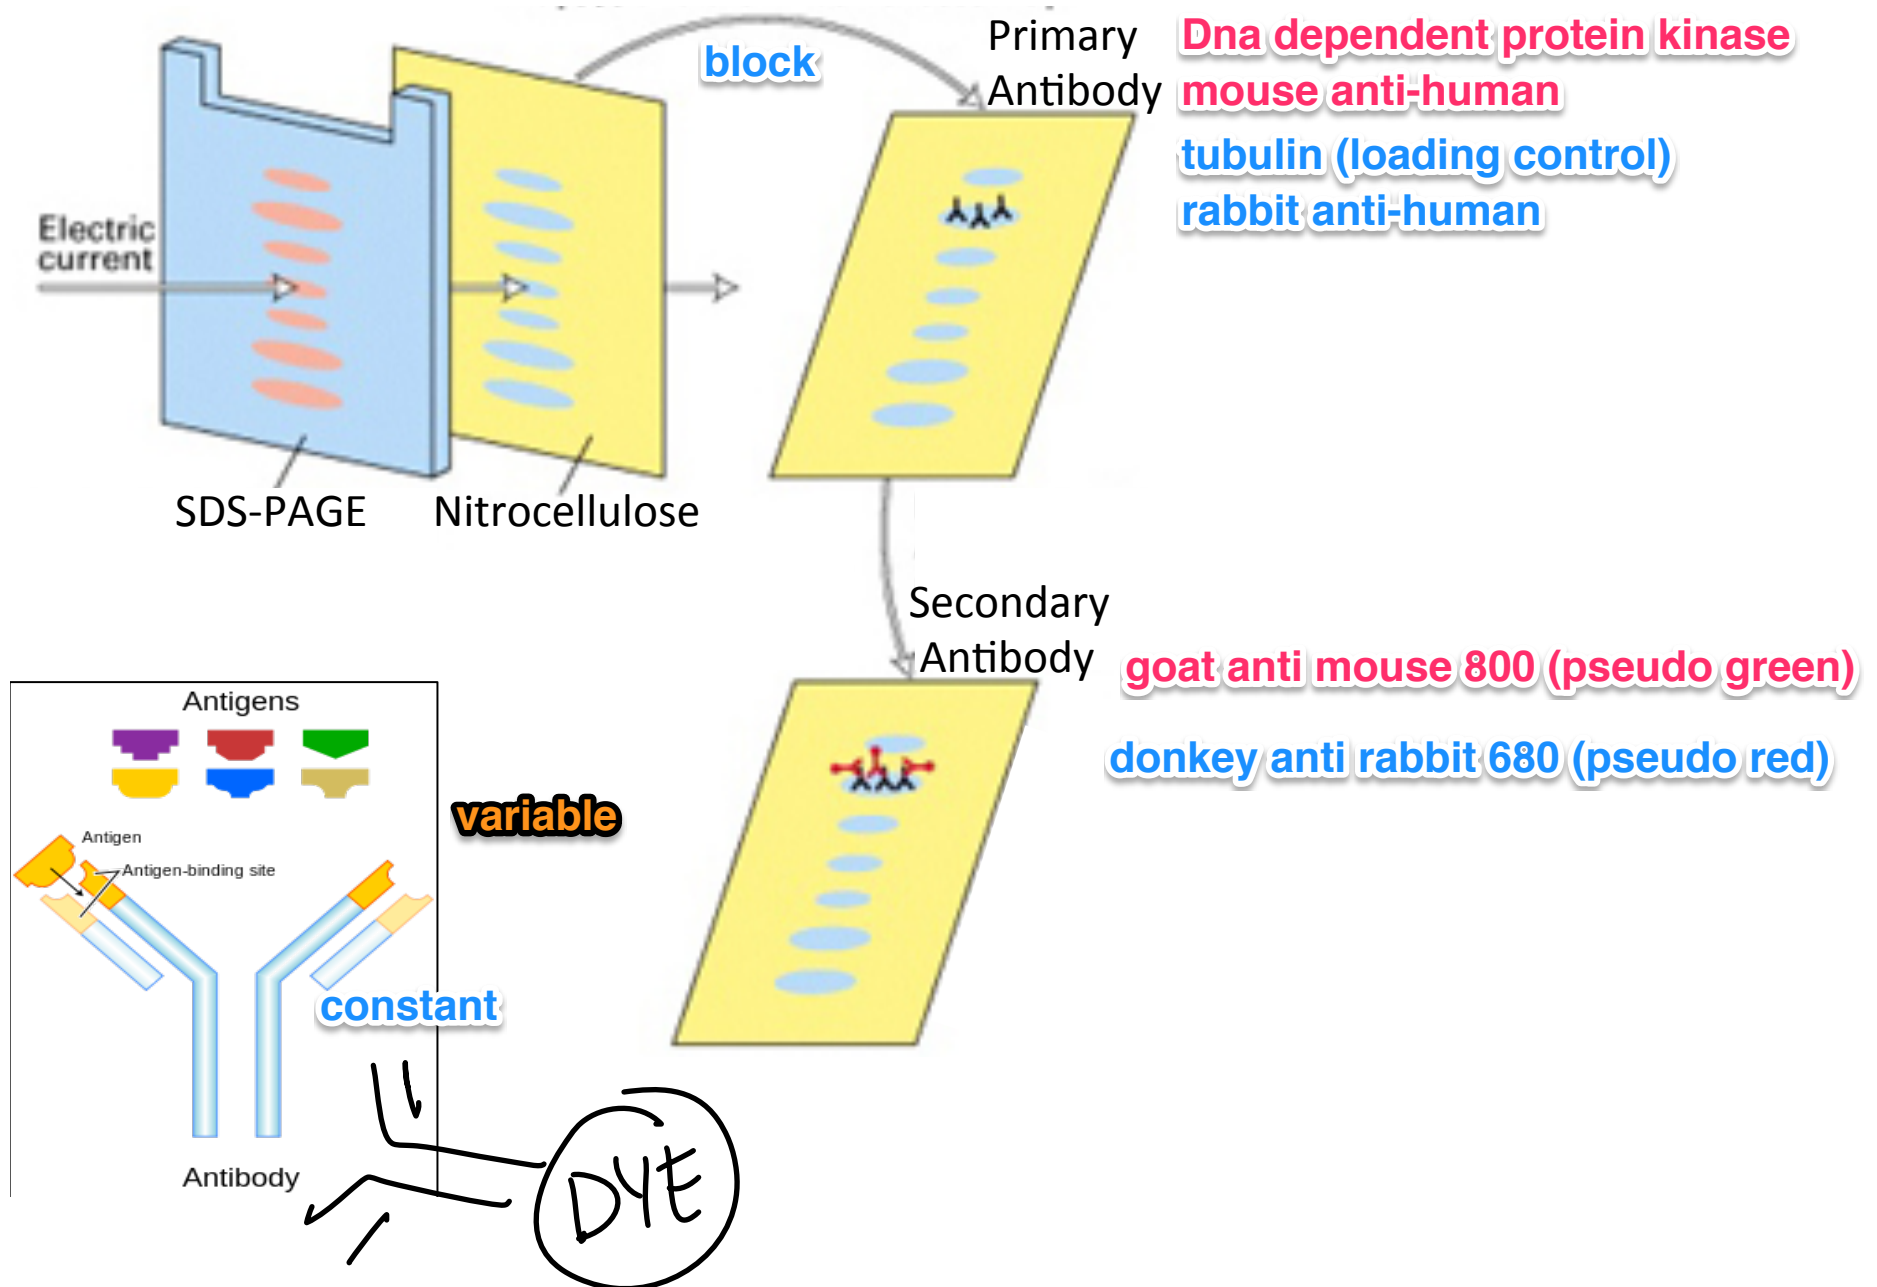 block
Primary
Antibody
Dna dependent protein kinase
mouse anti-human
tubulin (loading control)
rabbit anti-human
Electric
current
SDS-PAGE
Nitrocellulose
Secondary
Antibody
goat anti mouse 800 (pseudo green)
donkey anti rabbit 680 (pseudo red)
Antigens
variable
Antigen
Antigen-binding site
constant
Antibody
DYE